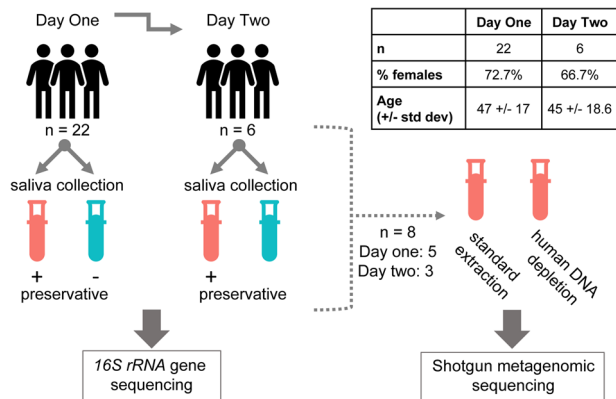 Day One
Day Two
n = 22
n = 6
saliva collection
saliva collection
+
-
preservative
+
preservative
16S rRNA gene
sequencing
Day One Day Two
n 22 6
% females 72.7% 66.7%
Age
(+/- std dev) 47 +/- 17 45 +/- 18.6
n = 8
Day one: 5
Day two: 3
standard
extraction
human DNA
depletion
Shotgun metagenomic
sequencing